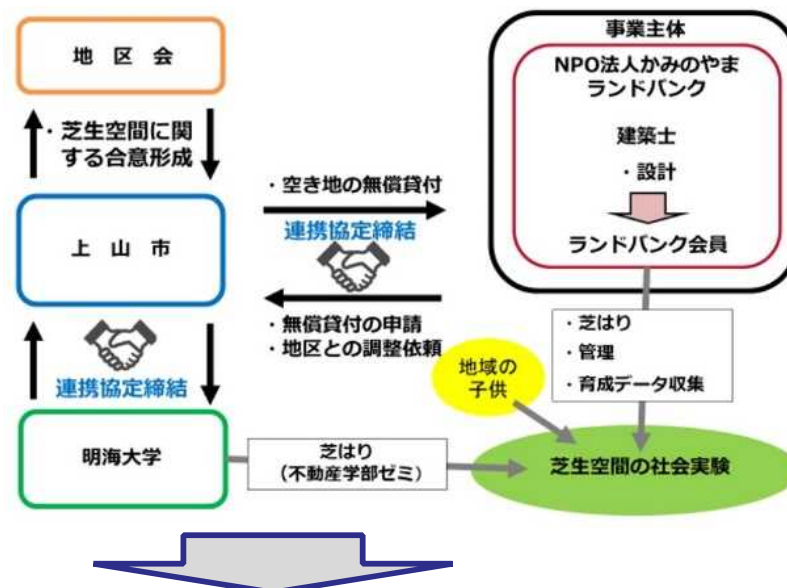 地 区 会
・芝生空間に関
する合意形成
上 山 市
連携協定締結
明海大学
・空き地の無償貸付
連携協定締結
・無償貸付の申請
・地区との調整依頼
事業主体
NPO法人かみのやま
ランドバンク
建築士
・設計
ランドバンク会員
・芝はり
・管理
・育成データ収集
地域の
子供
芝はり
(不動産学部ゼミ)
芝生空間の社会実験